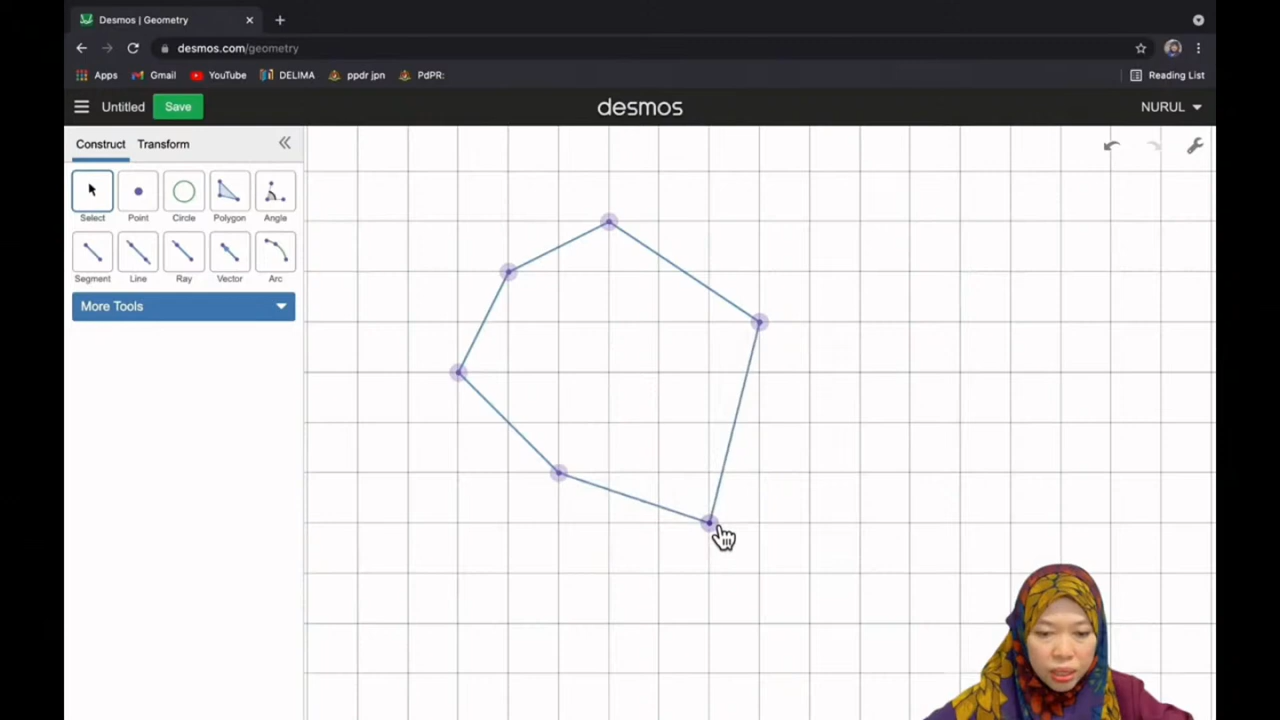 Desmos | Geometry
desmos.com/geometry
Apps Gmail YouTube DELIMA ppdr jpn PdPR: Reading List
Untitled Save desmos NURUL
Construct Transform
Select Point Circle Polygon Angle
Segment Line Ray Vector Arc
More Tools